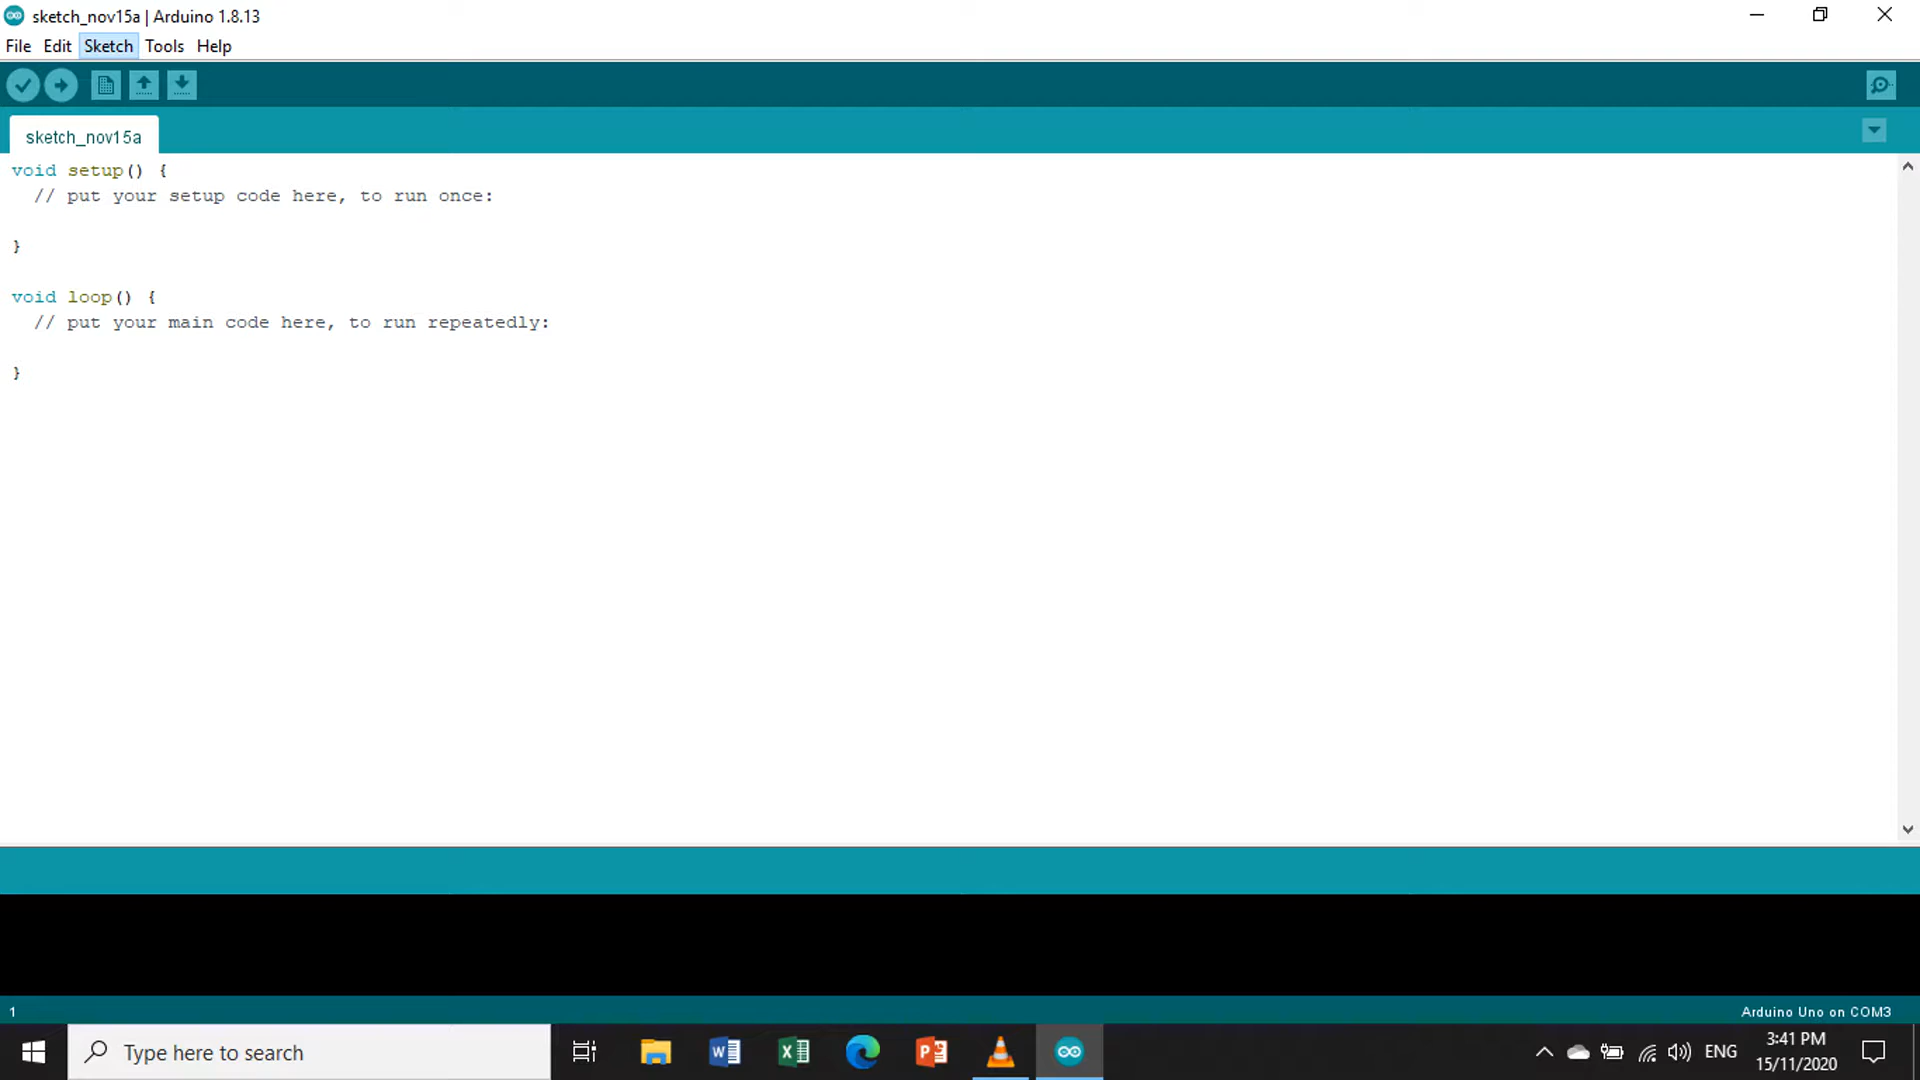 sketch_nov15a | Arduino 1.8.13
File Edit Sketch Tools Help
sketch_nov15a
void setup() {
// put your setup code here, to run once:
}
void loop() {
// put your main code here, to run repeatedly:
}
1
Arduino Uno on COM3
Type here to search
ENG
3:41 PM
15/11/2020